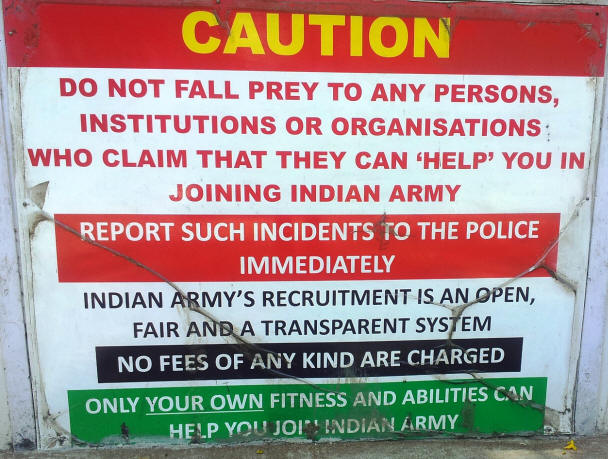 CAUTION
DO NOT FALL PREY TO ANY PERSONS,
INSTITUTIONS OR ORGANISATIONS
WHO CLAIM THAT THEY CAN ‘HELP’ YOU IN
JOINING INDIAN ARMY
REPORT SUCH INCIDENTS TO THE POLICE
IMMEDIATELY
INDIAN ARMY'S RECRUITMENT IS AN OPEN,
FAIR AND A TRANSPARENT SYSTEM
NO FEES OF ANY KIND ARE CHARGED
ONLY YOUR OWN FITNESS AND ABILITIES CAN
HELP YOU JOIN INDIAN ARMY